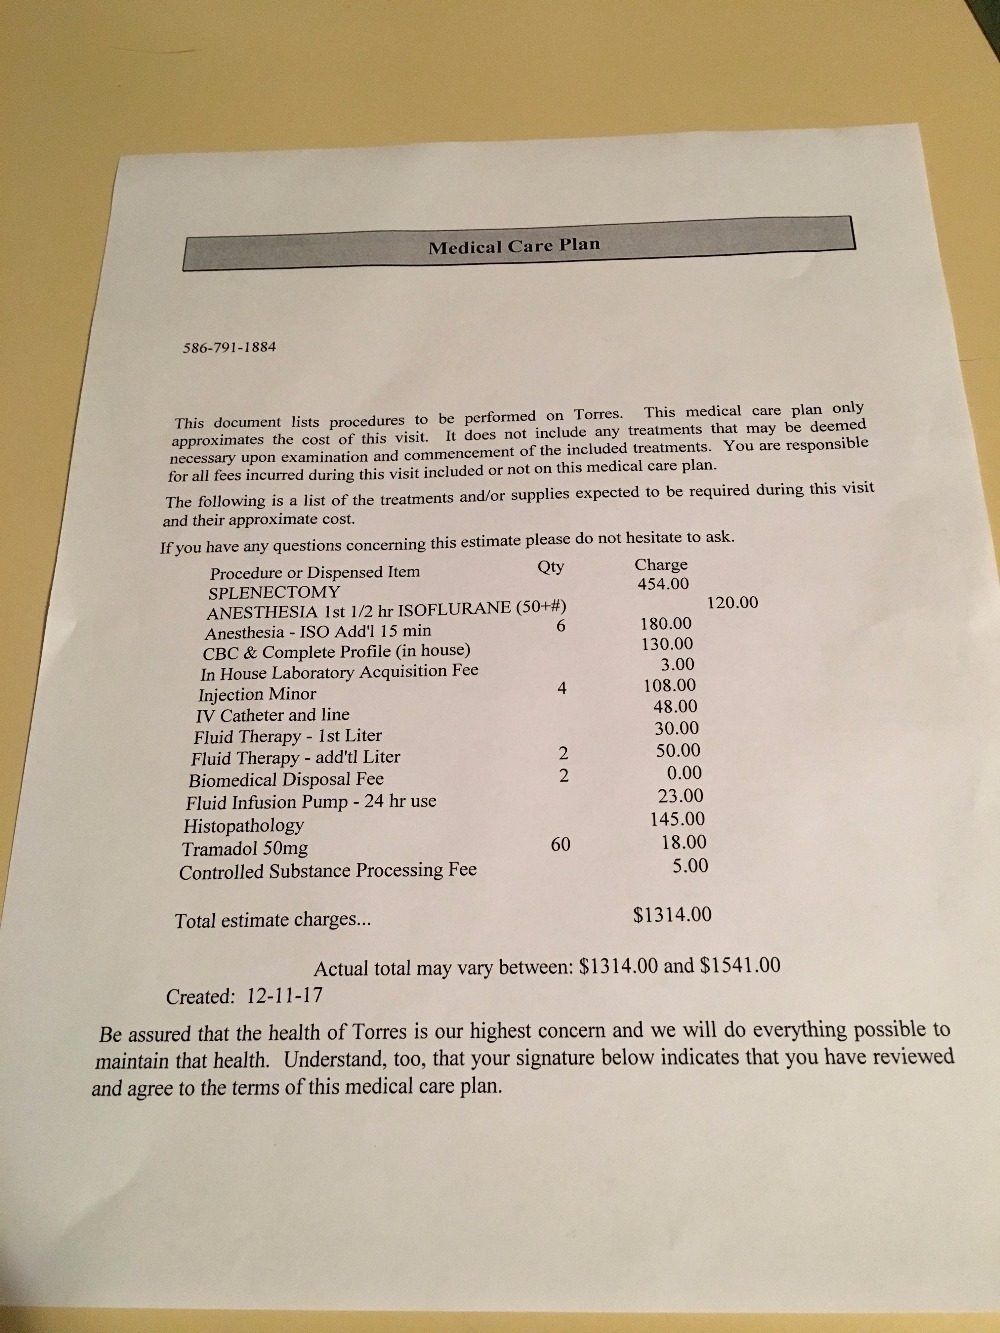 Medical Care Plan
586-791-1884
This document lists procedures to be performed on Torres. This medical care plan only
approximates the cost of this visit. It does not include any treatments that may be deemed
necessary upon examination and commencement of the included treatments. You are responsible
for all fees incurred during this visit included or not on this medical care plan.
The following is a list of the treatments and/or supplies expected to be required during this visit
and their approximate cost.
If you have any questions concerning this estimate please do not hesitate to ask.
Procedure or Dispensed Item Qty Charge
SPLENECTOMY 454.00
ANESTHESIA 1st 1/2 hr ISOFLURANE (50+#) 120.00
Anesthesia - ISO Add'l 15 min 6 180.00
CBC & Complete Profile (in house) 130.00
In House Laboratory Acquisition Fee 3.00
Injection Minor 4 108.00
IV Catheter and line 48.00
Fluid Therapy - 1st Liter 30.00
Fluid Therapy - add'tl Liter 2 50.00
Biomedical Disposal Fee 2 0.00
Fluid Infusion Pump - 24 hr use 23.00
Histopathology 145.00
Tramadol 50mg 60 18.00
Controlled Substance Processing Fee 5.00
Total estimate charges... $1314.00
Actual total may vary between: $1314.00 and $1541.00
Created: 12-11-17
Be assured that the health of Torres is our highest concern and we will do everything possible to
maintain that health. Understand, too, that your signature below indicates that you have reviewed
and agree to the terms of this medical care plan.